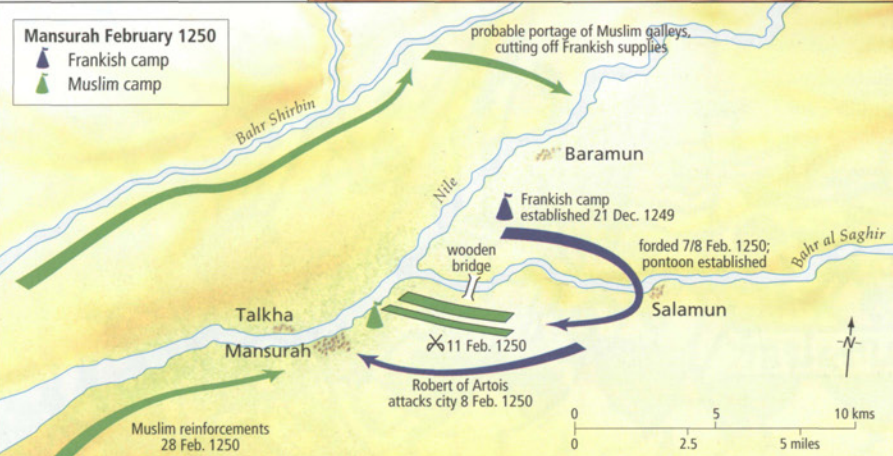 Mansurah February 1250
Frankish camp
Muslim camp
probable portage of Muslim galleys,
cutting off Frankish supplies
Bahr Shirbin
Baramun
Nile
Frankish camp
established 21 Dec. 1249
wooden
bridge
forded 7/8 Feb. 1250;
pontoon established
Bahr al Saghir
Talkha
Salamun
Mansurah
11 Feb. 1250
N
Robert of Artois
attacks city 8 Feb. 1250
Muslim reinforcements
28 Feb. 1250
0 5 10 kms
0 2.5 5 miles